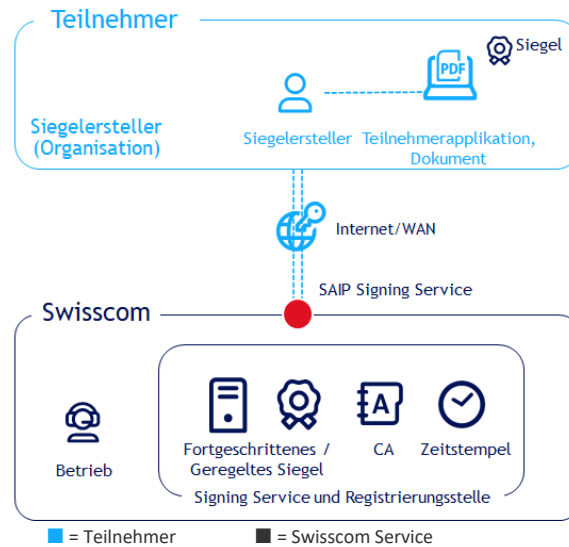 Teilnehmer
PDF
Siegel
Siegelersteller
(Organisation)
Siegelersteller
Teilnehmerapplikation,
Dokument
Internet/WAN
SAIP Signing Service
Swisscom
A
Betrieb
Fortgeschrittenes /
Geregeltes Siegel
CA
Zeitstempel
Signing Service und Registrierungsstelle
= Teilnehmer
= Swisscom Service